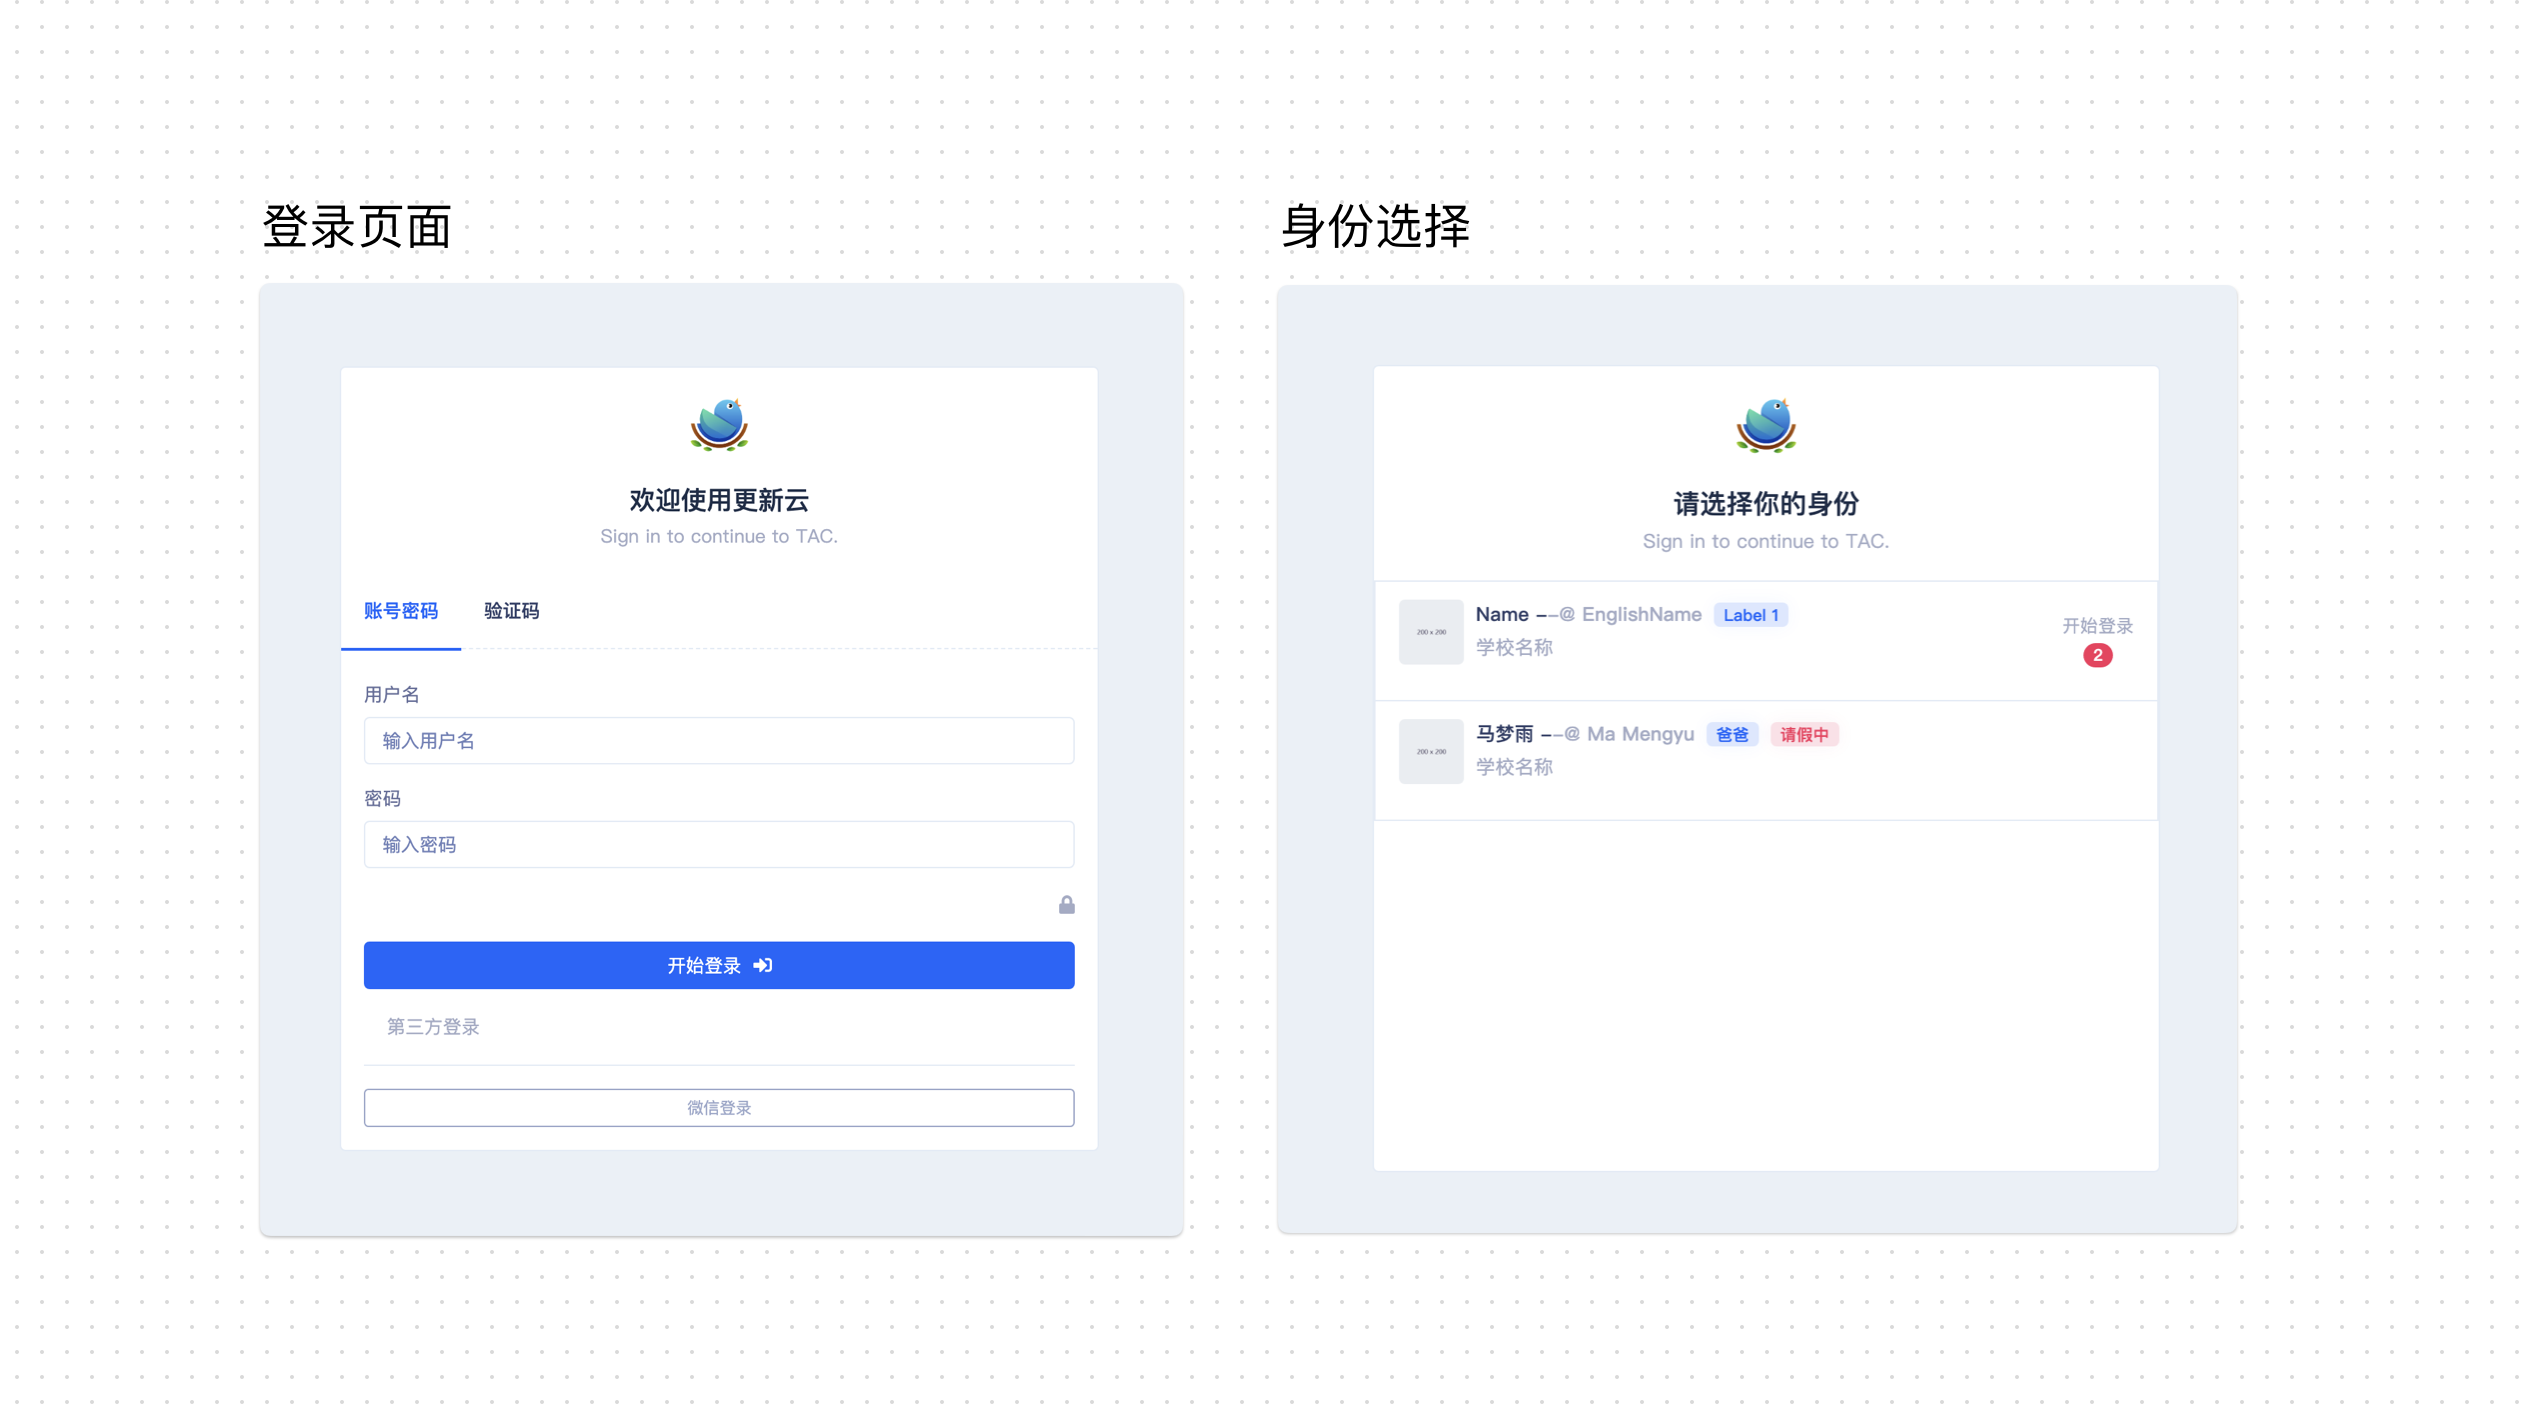 登录页面
欢迎使用更新云
Sign in to continue to TAC.
账号密码 验证码
用户名
输入用户名
密码
输入密码
开始登录
第三方登录
微信登录
身份选择
请选择你的身份
Sign in to continue to TAC.
200 x 200
Name --@ EnglishName Label 1
学校名称
开始登录
2
200 x 200
马梦雨 --@ Ma Mengyu 爸爸 请假中
学校名称